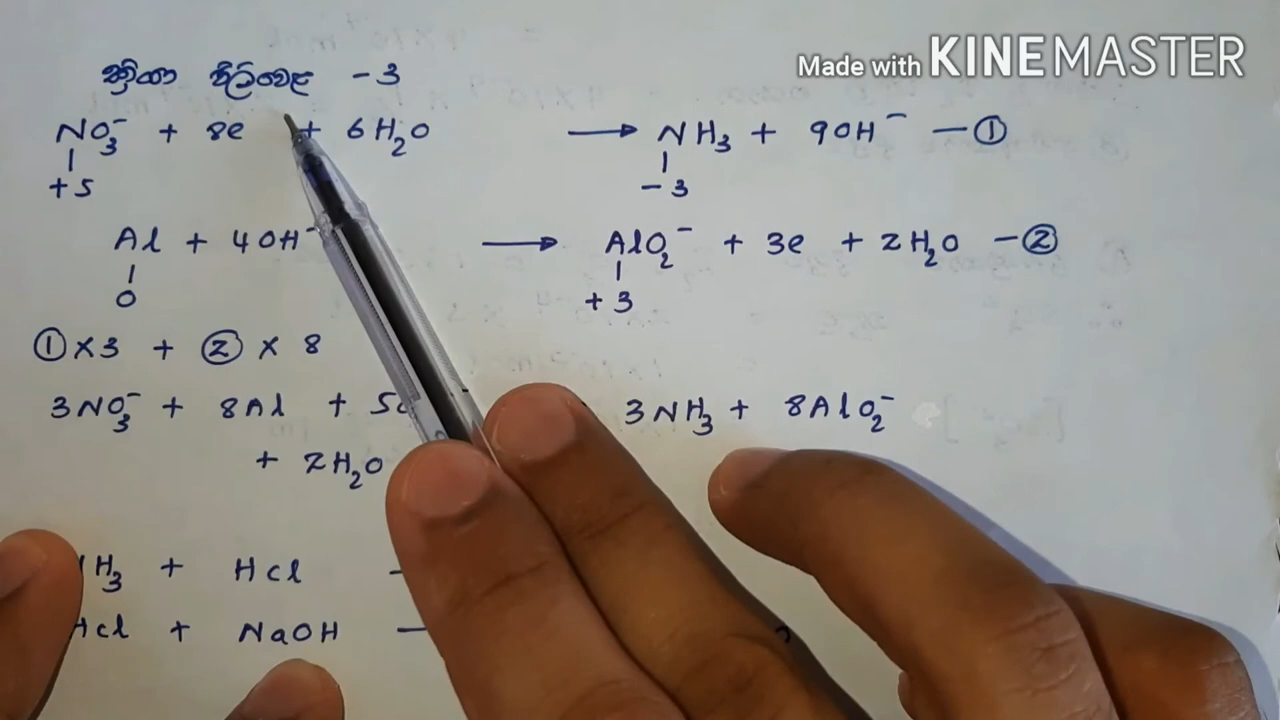 Made with KINEMASTER
ක්‍රියා පිලිවෙළ - 3
NO₃⁻ + 8e + 6H₂O → NH₃ + 9OH⁻ — ①
+5 -3
Al + 4OH⁻ → AlO₂⁻ + 3e + 2H₂O — ②
0 +3
① × 3 + ② × 8
3NO₃⁻ + 8Al + 3NH₃ + 8AlO₂⁻
+ 2H₂O
H₃ + HCl -
Hcl + NaOH —